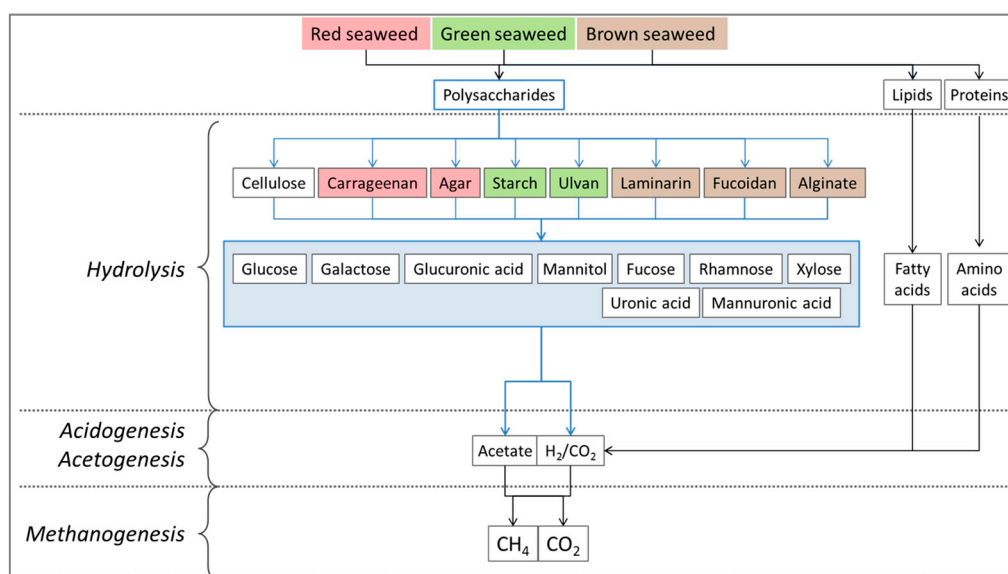 Red seaweed Green seaweed Brown seaweed
Polysaccharides Lipids Proteins
Cellulose Carrageenan Agar Starch Ulvan Laminarin Fucoidan Alginate
Hydrolysis
Glucose Galactose Glucuronic acid Mannitol Fucose Rhamnose Xylose
Uronic acid Mannuronic acid
Fatty acids
Amino acids
Acidogenesis
Acetogenesis
Acetate H₂/CO₂
Methanogenesis
CH₄ CO₂